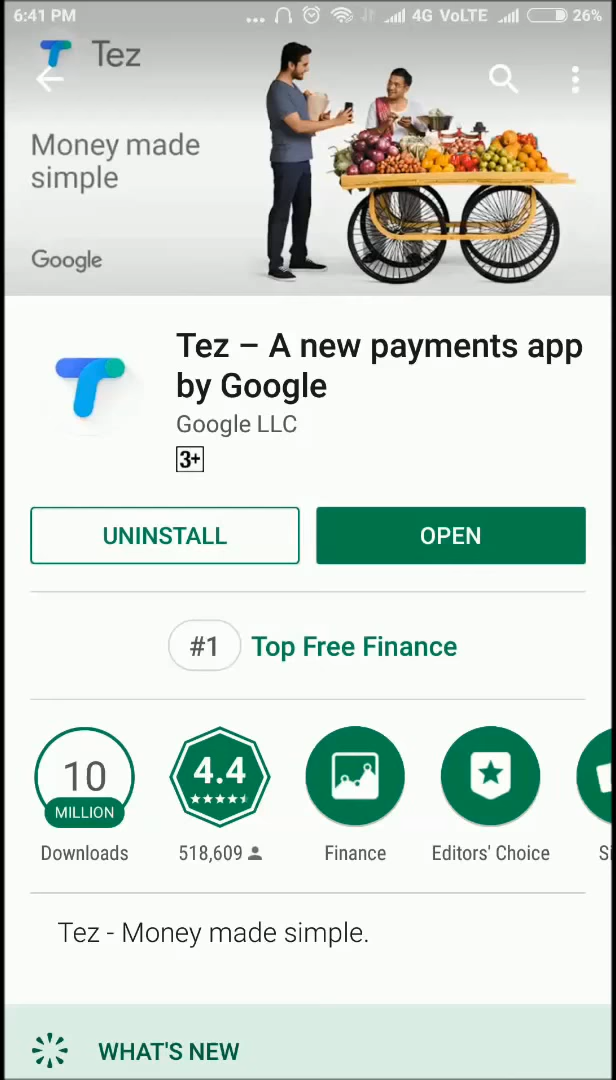 6:41 PM ... 4G VoLTE 26%
Tez
Money made
simple
Google
Tez – A new payments app
by Google
Google LLC
3+
UNINSTALL OPEN
#1 Top Free Finance
10
MILLION
Downloads
4.4
518,609
Finance
Editors' Choice
Si
Tez - Money made simple.
WHAT'S NEW